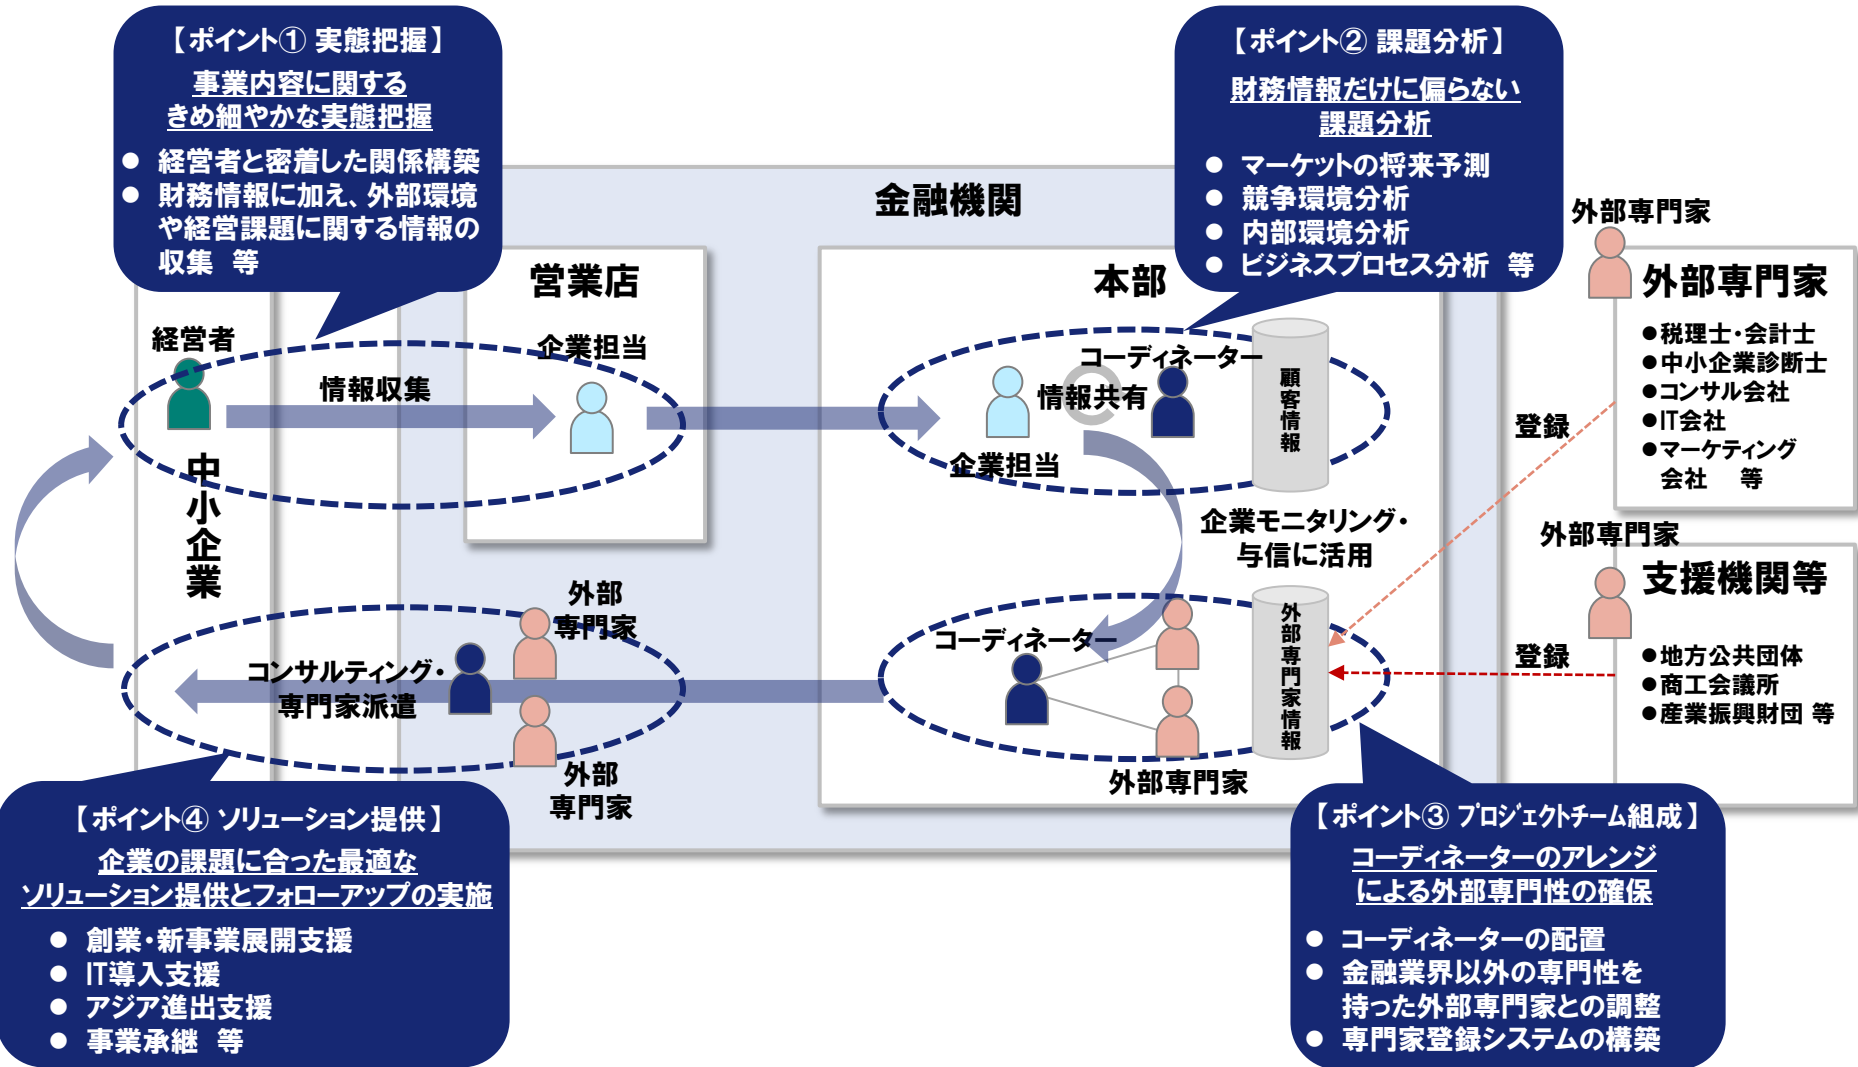 【ポイント① 実態把握】
事業内容に関する
きめ細やかな実態把握
● 経営者と密着した関係構築
● 財務情報に加え、外部環境
や経営課題に関する情報の
収集 等
【ポイント② 課題分析】
財務情報だけに偏らない
課題分析
● マーケットの将来予測
● 競争環境分析
● 内部環境分析
● ビジネスプロセス分析 等
金融機関
営業店
本部
経営者
情報収集
企業担当
中小企業
コーディネーター
情報共有
企業担当
顧客情報
企業モニタリング・
与信に活用
外部専門家
外部専門家
●税理士・会計士
●中小企業診断士
●コンサル会社
●IT会社
●マーケティング
会社 等
登録
外部専門家
支援機関等
●地方公共団体
●商工会議所
●産業振興財団 等
登録
外部
専門家
コンサルティング・
専門家派遣
外部
専門家
コーディネーター
外部専門家
外部専門家情報
【ポイント④ ソリューション提供】
企業の課題に合った最適な
ソリューション提供とフォローアップの実施
● 創業・新事業展開支援
● IT導入支援
● アジア進出支援
● 事業承継 等
【ポイント③ プロジェクトチーム組成】
コーディネーターのアレンジ
による外部専門性の確保
● コーディネーターの配置
● 金融業界以外の専門性を
持った外部専門家との調整
● 専門家登録システムの構築